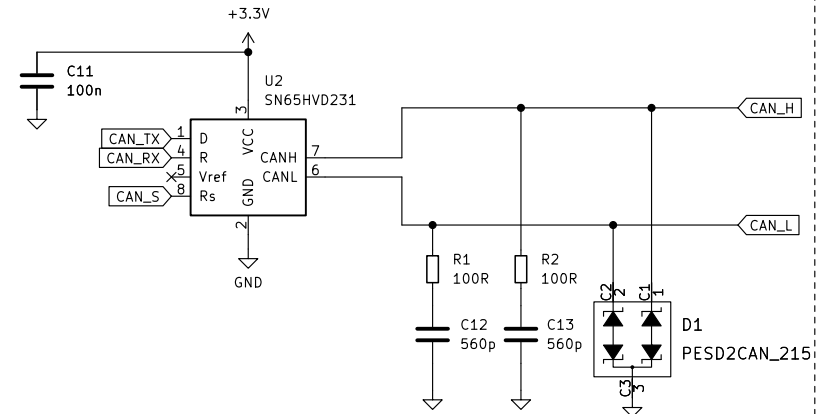 +3.3V
C11
100n
U2
SN65HVD231
3
VCC
CAN_TX 1 D
CAN_RX 4 R
5 Vref
CAN_S 8 Rs
CANH 7
CANL 6
GND
2
GND
CAN_H
CAN_L
R1
100R
R2
100R
C12
560p
C13
560p
C2
2
C1
1
D1
PESD2CAN_215
C3
3